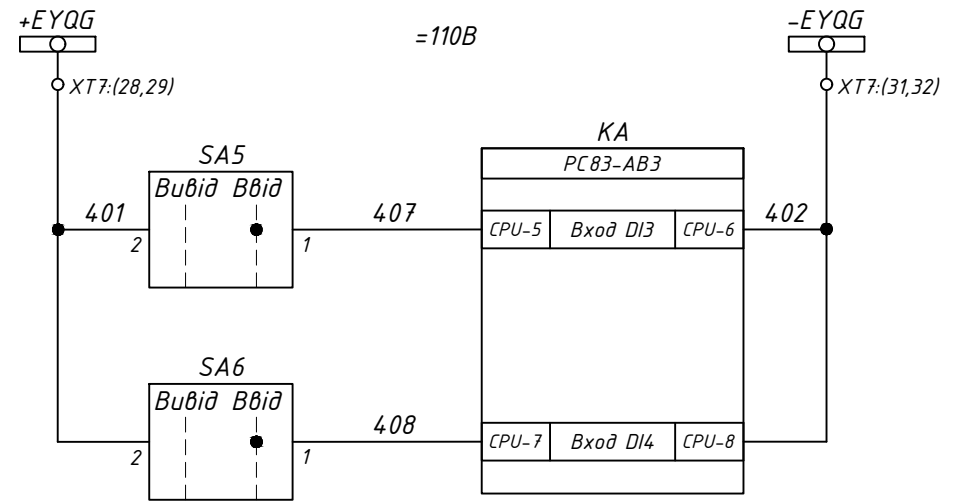 +EYQG
=110В
-EYQG
XT7:(28,29)
XT7:(31,32)
KA
SA5
РС83-АВ3
Вивід Ввід
401
407
CPU-5 Вход DI3 CPU-6
402
2
1
SA6
Вивід Ввід
408
CPU-7 Вход DI4 CPU-8
2
1